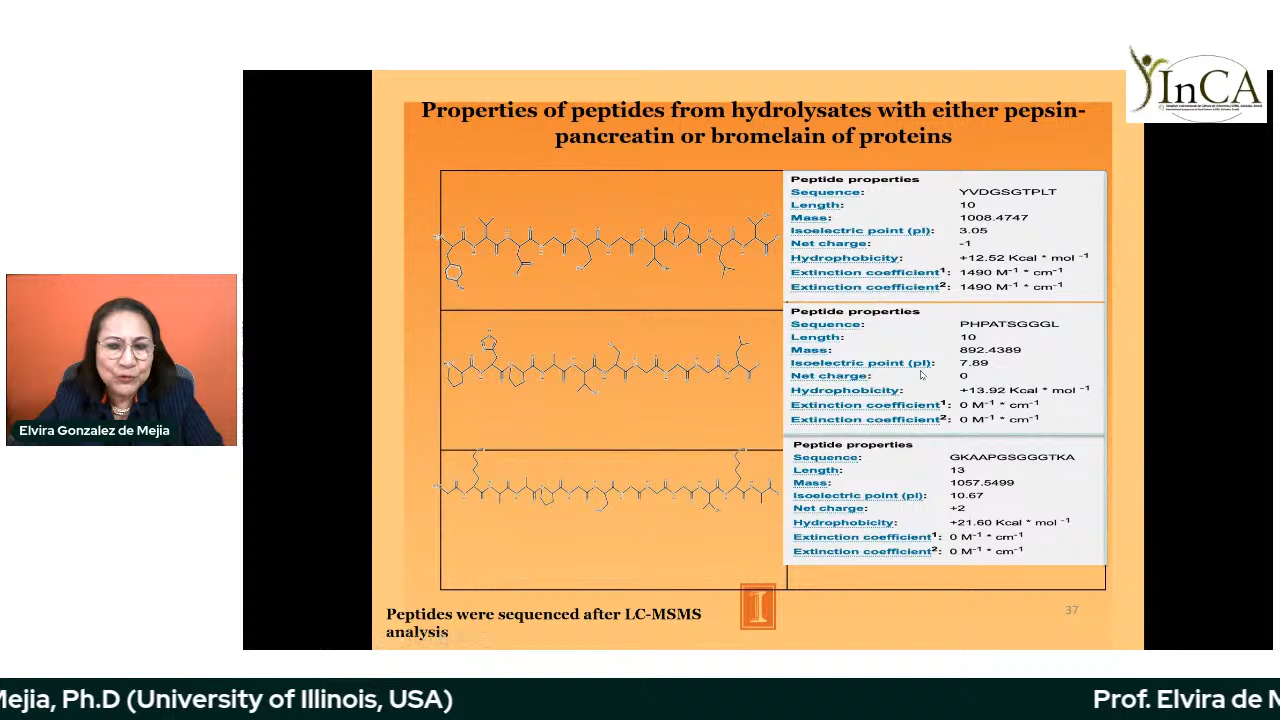 InCA
Properties of peptides from hydrolysates with either pepsin-
pancreatin or bromelain of proteins
Peptide properties
Sequence: YVDGSGTPLT
Length: 10
Mass: 1008.4747
Isoelectric point (pI): 3.05
Net charge: -1
Hydrophobicity: +12.52 Kcal * mol -1
Extinction coefficient1: 1490 M-1 * cm-1
Extinction coefficient2: 1490 M-1 * cm-1
Peptide properties
Sequence: PHPATSGGGL
Length: 10
Mass: 892.4389
Isoelectric point (pI): 7.89
Net charge: 0
Hydrophobicity: +13.92 Kcal * mol -1
Extinction coefficient1: 0 M-1 * cm-1
Extinction coefficient2: 0 M-1 * cm-1
Peptide properties
Sequence: GKAAPGSGGGTKA
Length: 13
Mass: 1057.5499
Isoelectric point (pI): 10.67
Net charge: +2
Hydrophobicity: +21.60 Kcal * mol -1
Extinction coefficient1: 0 M-1 * cm-1
Extinction coefficient2: 0 M-1 * cm-1
Elvira Gonzalez de Mejia
Peptides were sequenced after LC-MSMS
analysis
I
37
Mejia, Ph.D (University of Illinois, USA) Prof. Elvira de M